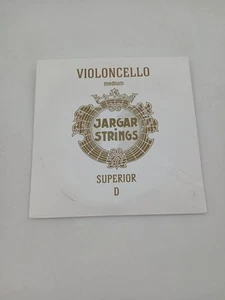 VIOLONCELLO
medium
JARGAR
STRINGS
SUPERIOR
D